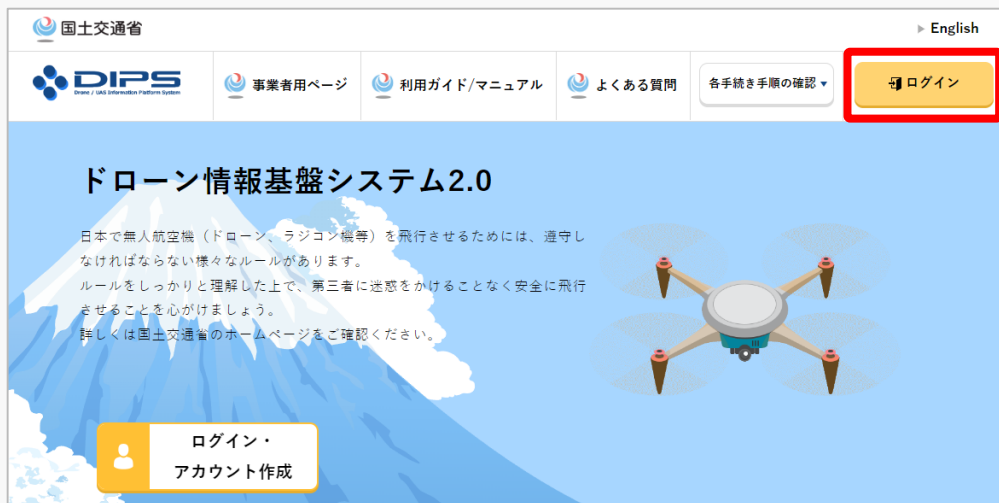 国土交通省
▶ English
DIPS
Drone / UAS Information Platform System
事業者用ページ
利用ガイド/マニュアル
よくある質問
各手続き手順の確認▼
ログイン
ドローン情報基盤システム2.0
日本で無人航空機（ドローン、ラジコン機等）を飛行させるためには、遵守し
なければならない様々なルールがあります。
ルールをしっかりと理解した上で、第三者に迷惑をかけることなく安全に飛行
させることを心がけましょう。
詳しくは国土交通省のホームページをご確認ください。
ログイン・
アカウント作成